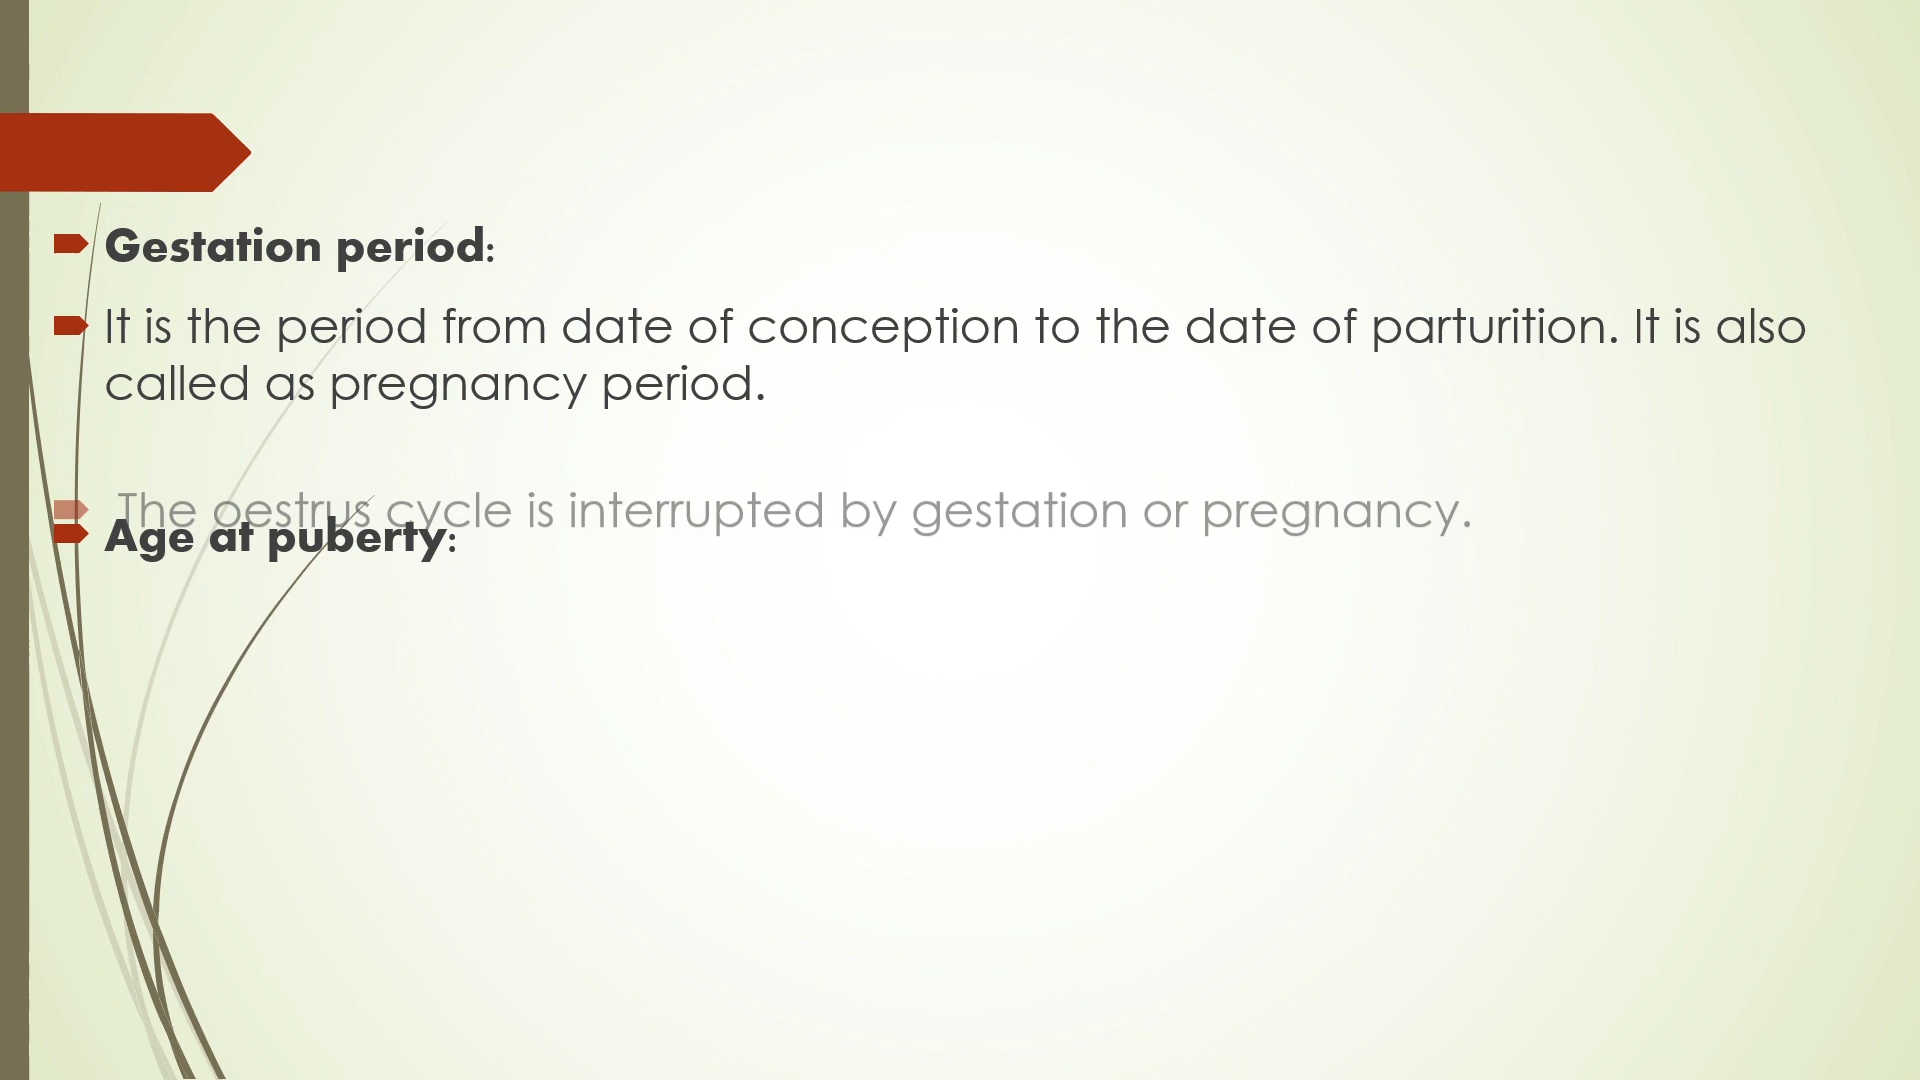 Gestation period:
It is the period from date of conception to the date of parturition. It is also
called as pregnancy period.
The oestrus cycle is interrupted by gestation or pregnancy.
Age at puberty: